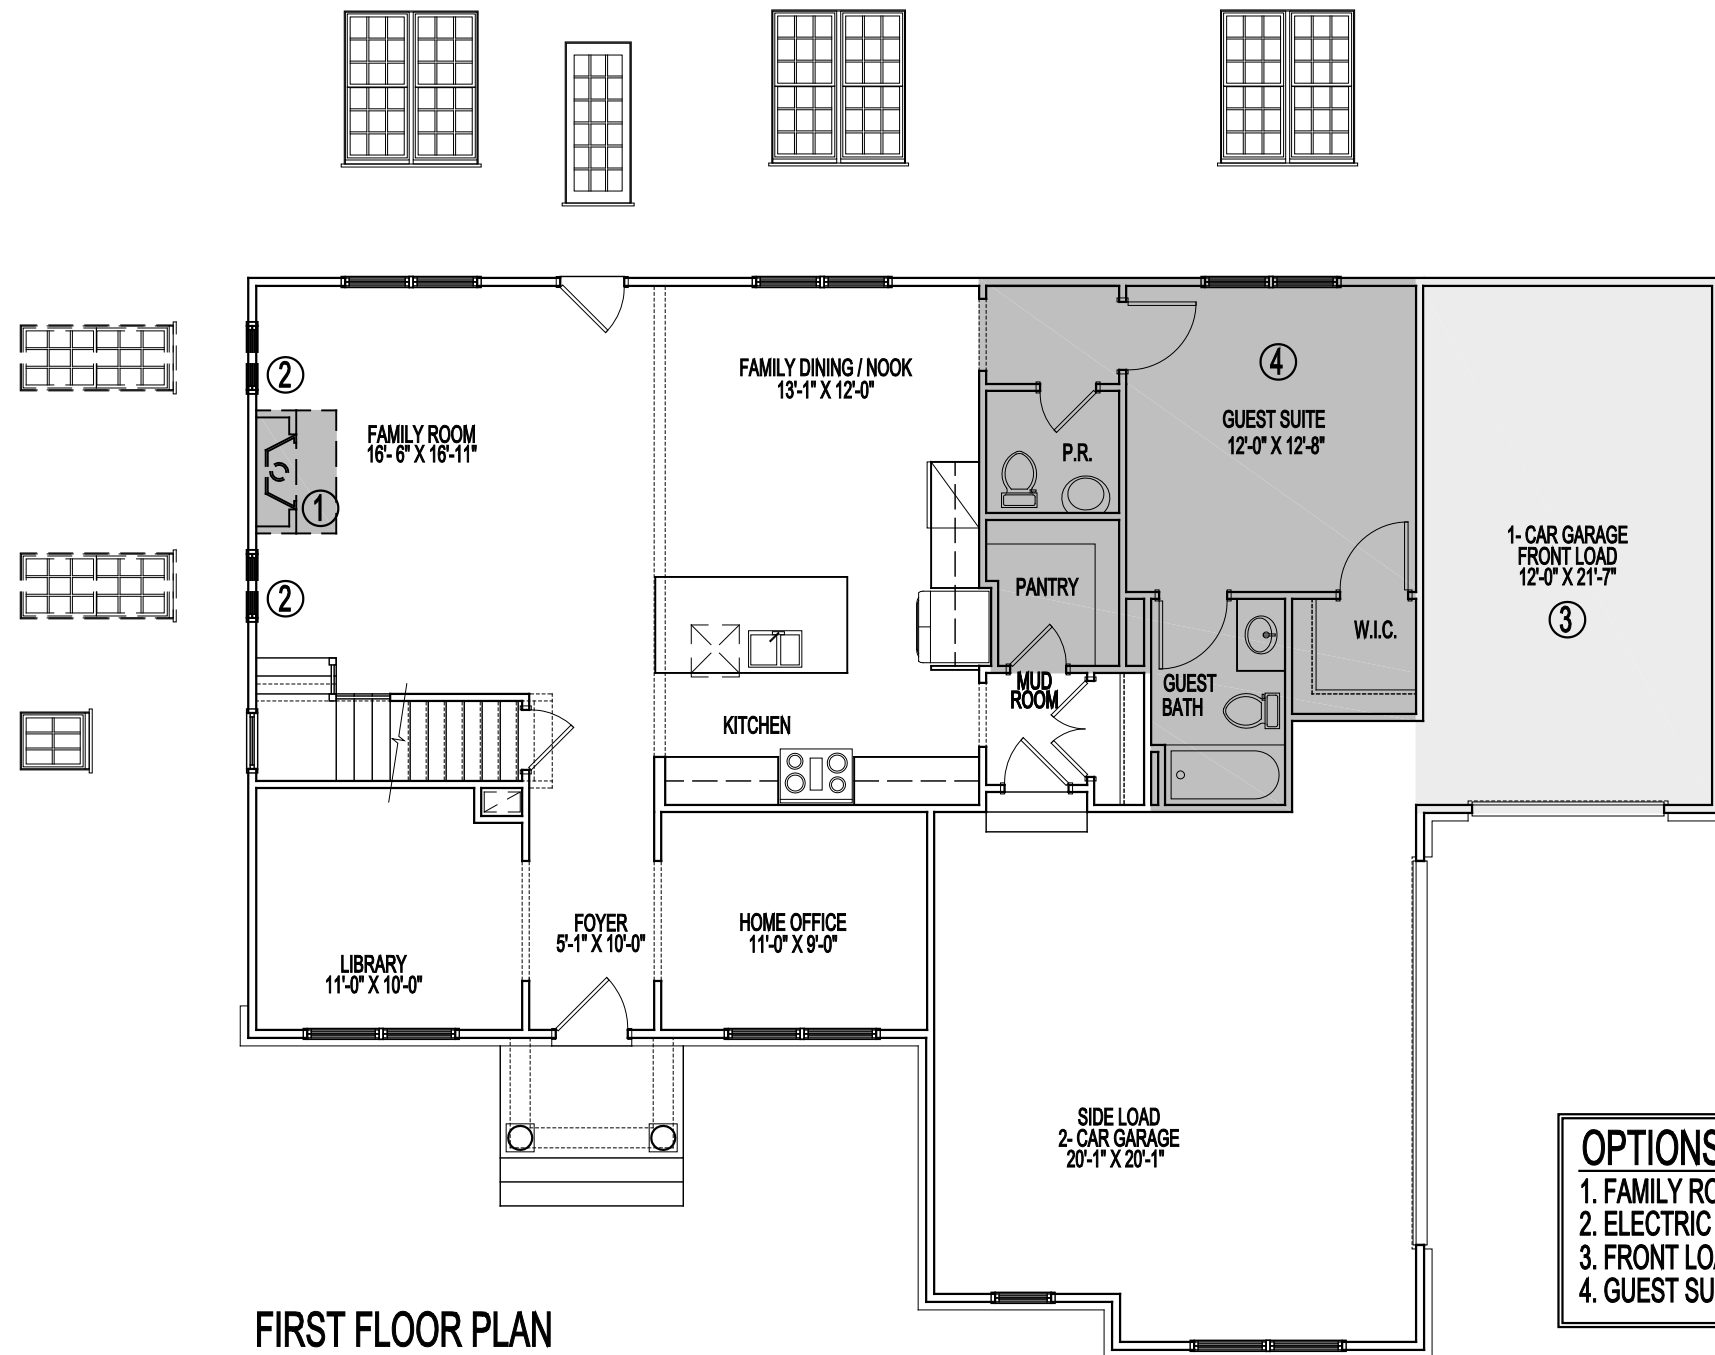 2
FAMILY ROOM
16'- 6" X 16'-11"
1
2
FAMILY DINING / NOOK
13'-1" X 12'-0"
4
GUEST SUITE
12'-0" X 12'-8"
P.R.
PANTRY
1- CAR GARAGE
FRONT LOAD
12'-0" X 21'-7"
3
W.I.C.
MUD
ROOM
GUEST
BATH
KITCHEN
LIBRARY
11'-0" X 10'-0"
FOYER
5'-1" X 10'-0"
HOME OFFICE
11'-0" X 9'-0"
SIDE LOAD
2- CAR GARAGE
20'-1" X 20'-1"
OPTIONS
1. FAMILY RO
2. ELECTRIC
3. FRONT LOA
4. GUEST SU
FIRST FLOOR PLAN